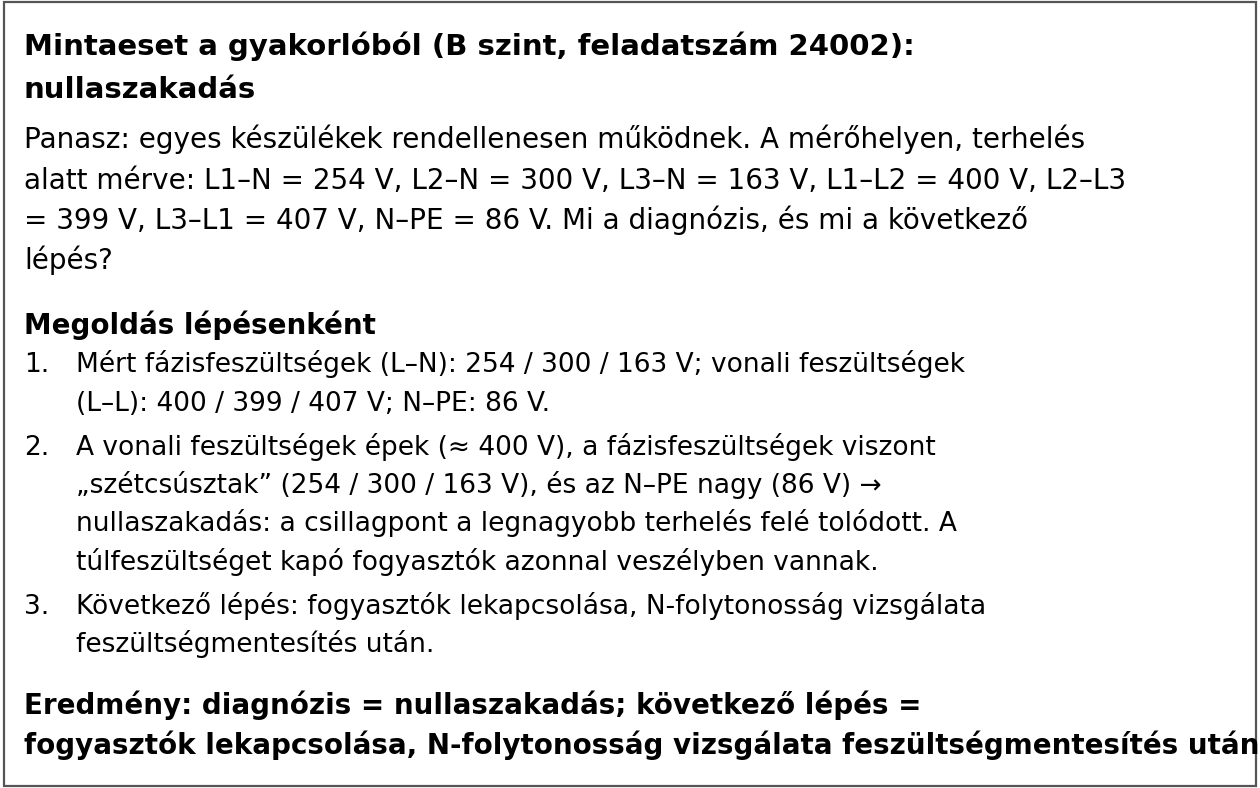 Mintaeset a gyakorlóból (B szint, feladatszám 24002):
nullaszakadás
Panasz: egyes készülékek rendellenesen működnek. A mérőhelyen, terhelés
alatt mérve: L1–N = 254 V, L2–N = 300 V, L3–N = 163 V, L1–L2 = 400 V, L2–L3
= 399 V, L3–L1 = 407 V, N–PE = 86 V. Mi a diagnózis, és mi a következő
lépés?
Megoldás lépésenként
1. Mért fázisfeszültségek (L–N): 254 / 300 / 163 V; vonali feszültségek
(L–L): 400 / 399 / 407 V; N–PE: 86 V.
2. A vonali feszültségek épek (≈ 400 V), a fázisfeszültségek viszont
„szétcsúsztak” (254 / 300 / 163 V), és az N–PE nagy (86 V) →
nullaszakadás: a csillagpont a legnagyobb terhelés felé tolódott. A
túlfeszültséget kapó fogyasztók azonnal veszélyben vannak.
3. Következő lépés: fogyasztók lekapcsolása, N-folytonosság vizsgálata
feszültségmentesítés után.
Eredmény: diagnózis = nullaszakadás; következő lépés =
fogyasztók lekapcsolása, N-folytonosság vizsgálata feszültségmentesítés után